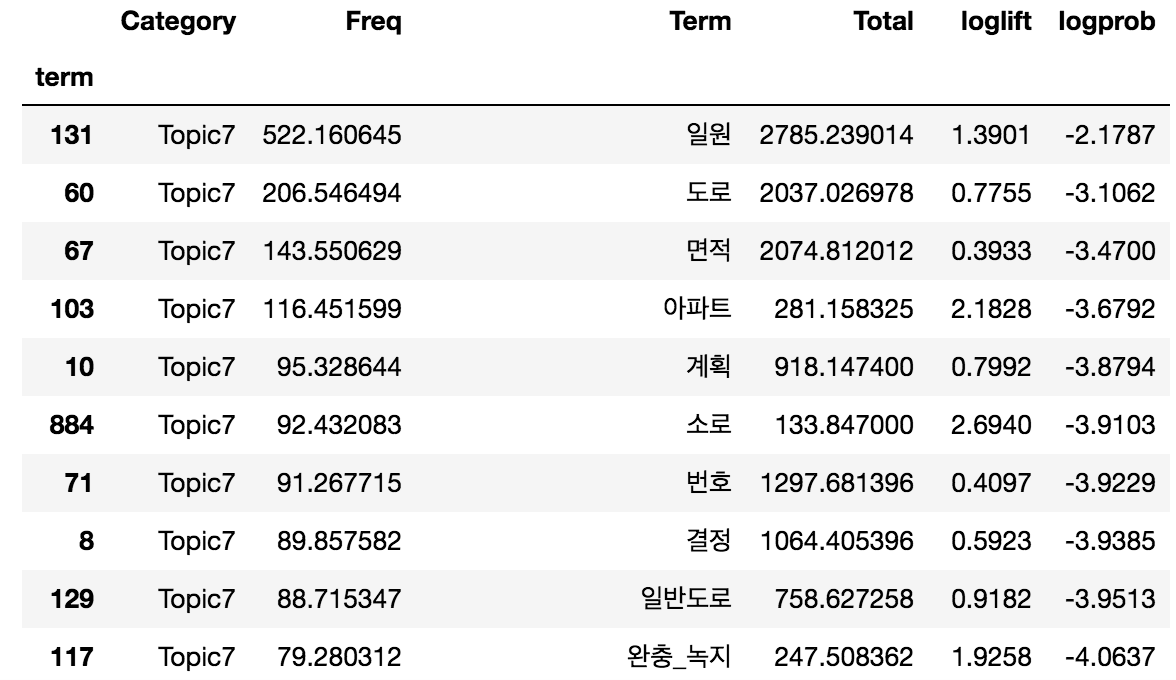 Category Freq Term Total loglift logprob
term
131 Topic7 522.160645 일원 2785.239014 1.3901 -2.1787
60 Topic7 206.546494 도로 2037.026978 0.7755 -3.1062
67 Topic7 143.550629 면적 2074.812012 0.3933 -3.4700
103 Topic7 116.451599 아파트 281.158325 2.1828 -3.6792
10 Topic7 95.328644 계획 918.147400 0.7992 -3.8794
884 Topic7 92.432083 소로 133.847000 2.6940 -3.9103
71 Topic7 91.267715 번호 1297.681396 0.4097 -3.9229
8 Topic7 89.857582 결정 1064.405396 0.5923 -3.9385
129 Topic7 88.715347 일반도로 758.627258 0.9182 -3.9513
117 Topic7 79.280312 완충_녹지 247.508362 1.9258 -4.0637